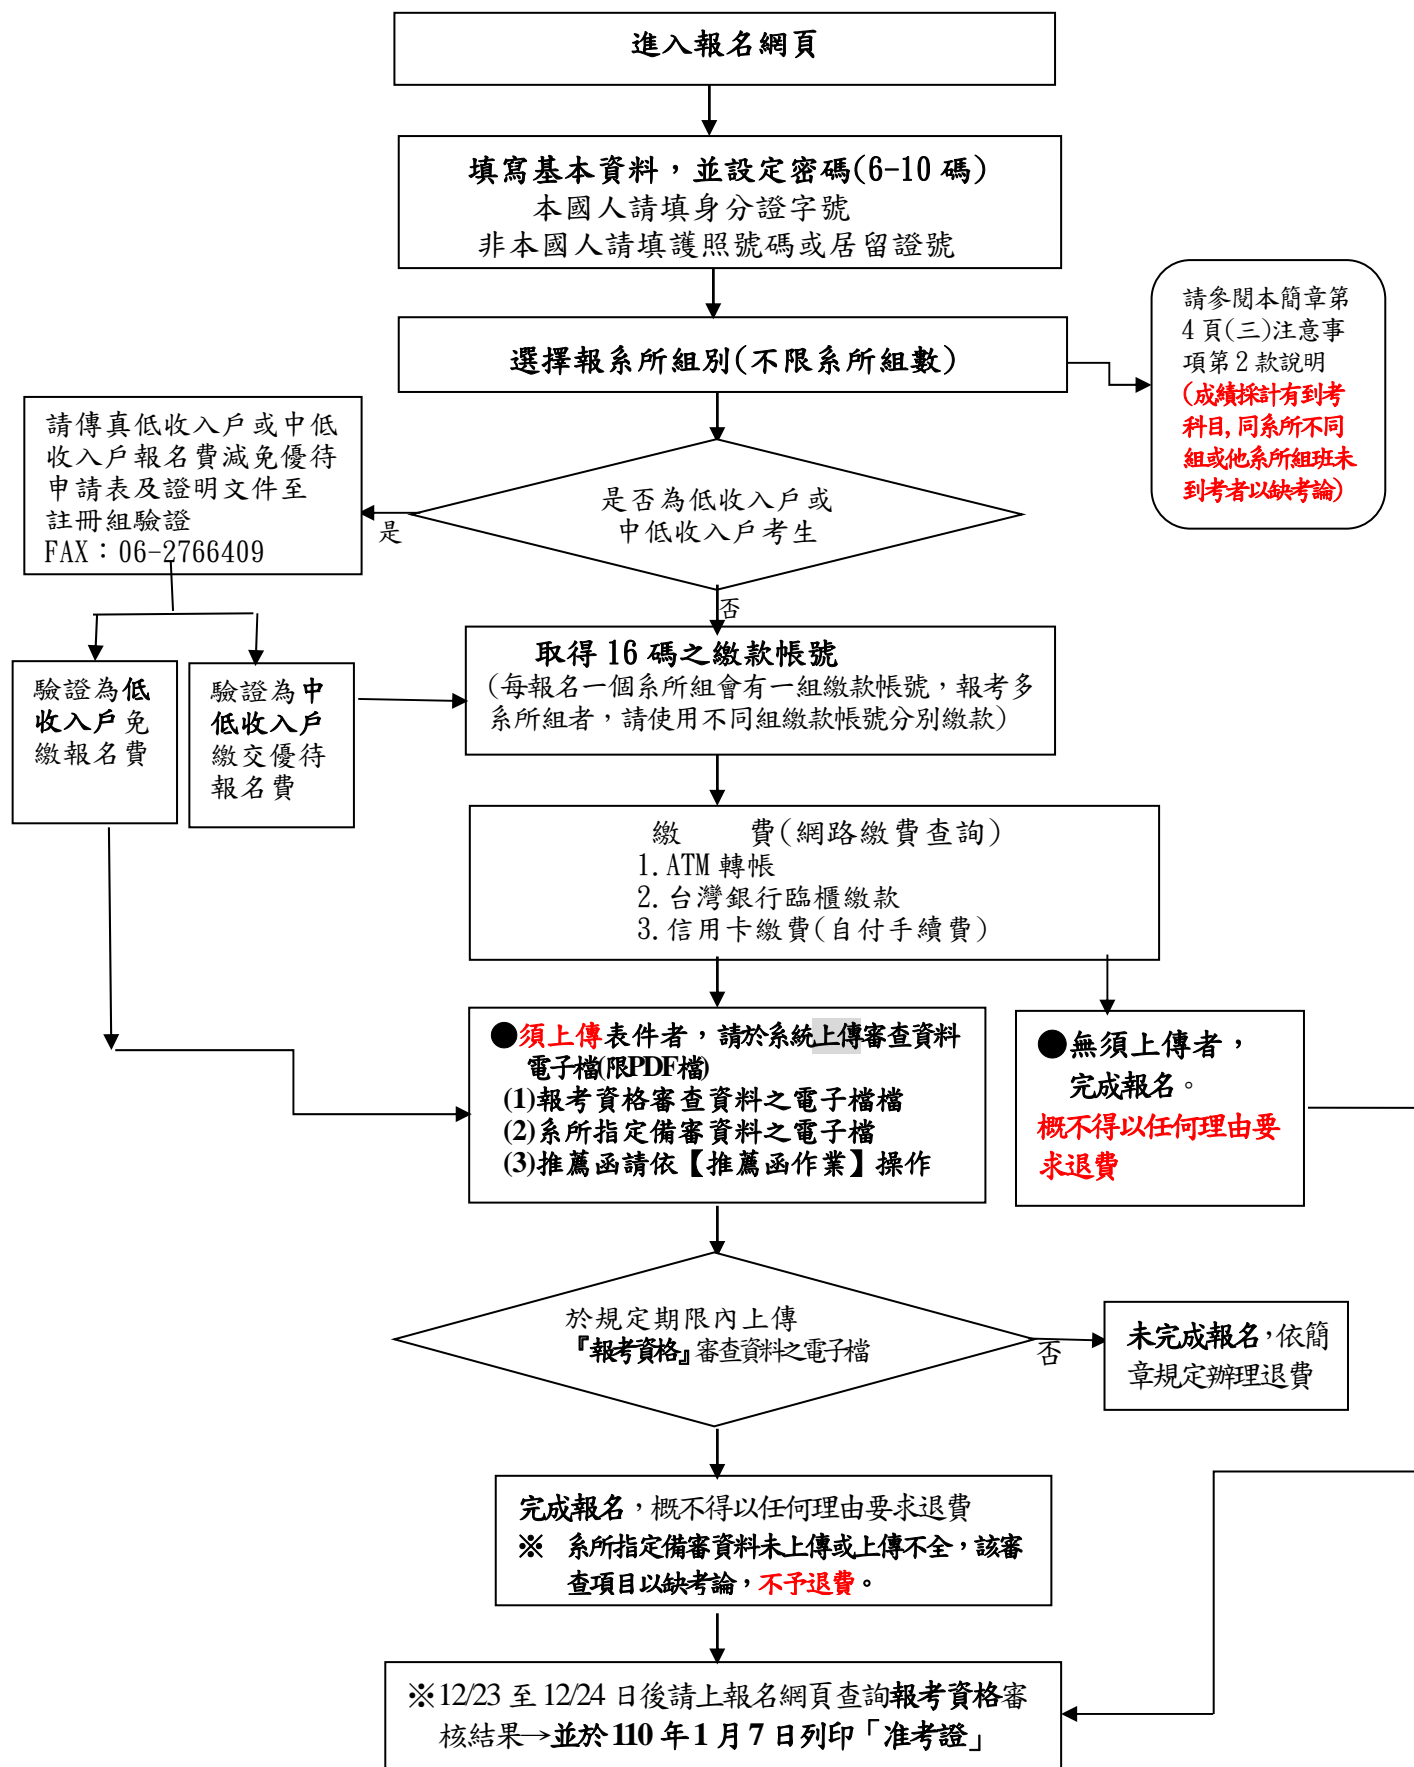 進入報名網頁
填寫基本資料，並設定密碼(6-10 碼)
本國人請填身分證字號
非本國人請填護照號碼或居留證號
選擇報系所組別(不限系所組數)
請參閱本簡章第
4 頁(三)注意事
項第 2 款說明
(成績採計有到考
科目,同系所不同
組或他系所組班未
到考者以缺考論)
請傳真低收入戶或中低
收入戶報名費減免優待
申請表及證明文件至
註冊組驗證
FAX：06-2766409
是否為低收入戶或
中低收入戶考生
是
否
驗證為低
收入戶免
繳報名費
驗證為中
低收入戶
繳交優待
報名費
取得 16 碼之繳款帳號
(每報名一個系所組會有一組繳款帳號，報考多
系所組者，請使用不同組繳款帳號分別繳款)
繳　　費(網路繳費查詢)
1.ATM 轉帳
2.台灣銀行臨櫃繳款
3.信用卡繳費(自付手續費)
●須上傳表件者，請於系統上傳審查資料
電子檔(限PDF檔)
(1)報考資格審查資料之電子檔檔
(2)系所指定備審資料之電子檔
(3)推薦函請依【推薦函作業】操作
●無須上傳者，
完成報名。
概不得以任何理由要
求退費
於規定期限內上傳
『報考資格』審查資料之電子檔
否
未完成報名，依簡
章規定辦理退費
完成報名，概不得以任何理由要求退費
※ 系所指定備審資料未上傳或上傳不全，該審
查項目以缺考論，不予退費。
※12/23 至 12/24 日後請上報名網頁查詢報考資格審
核結果→並於 110 年 1 月 7 日列印「准考證」